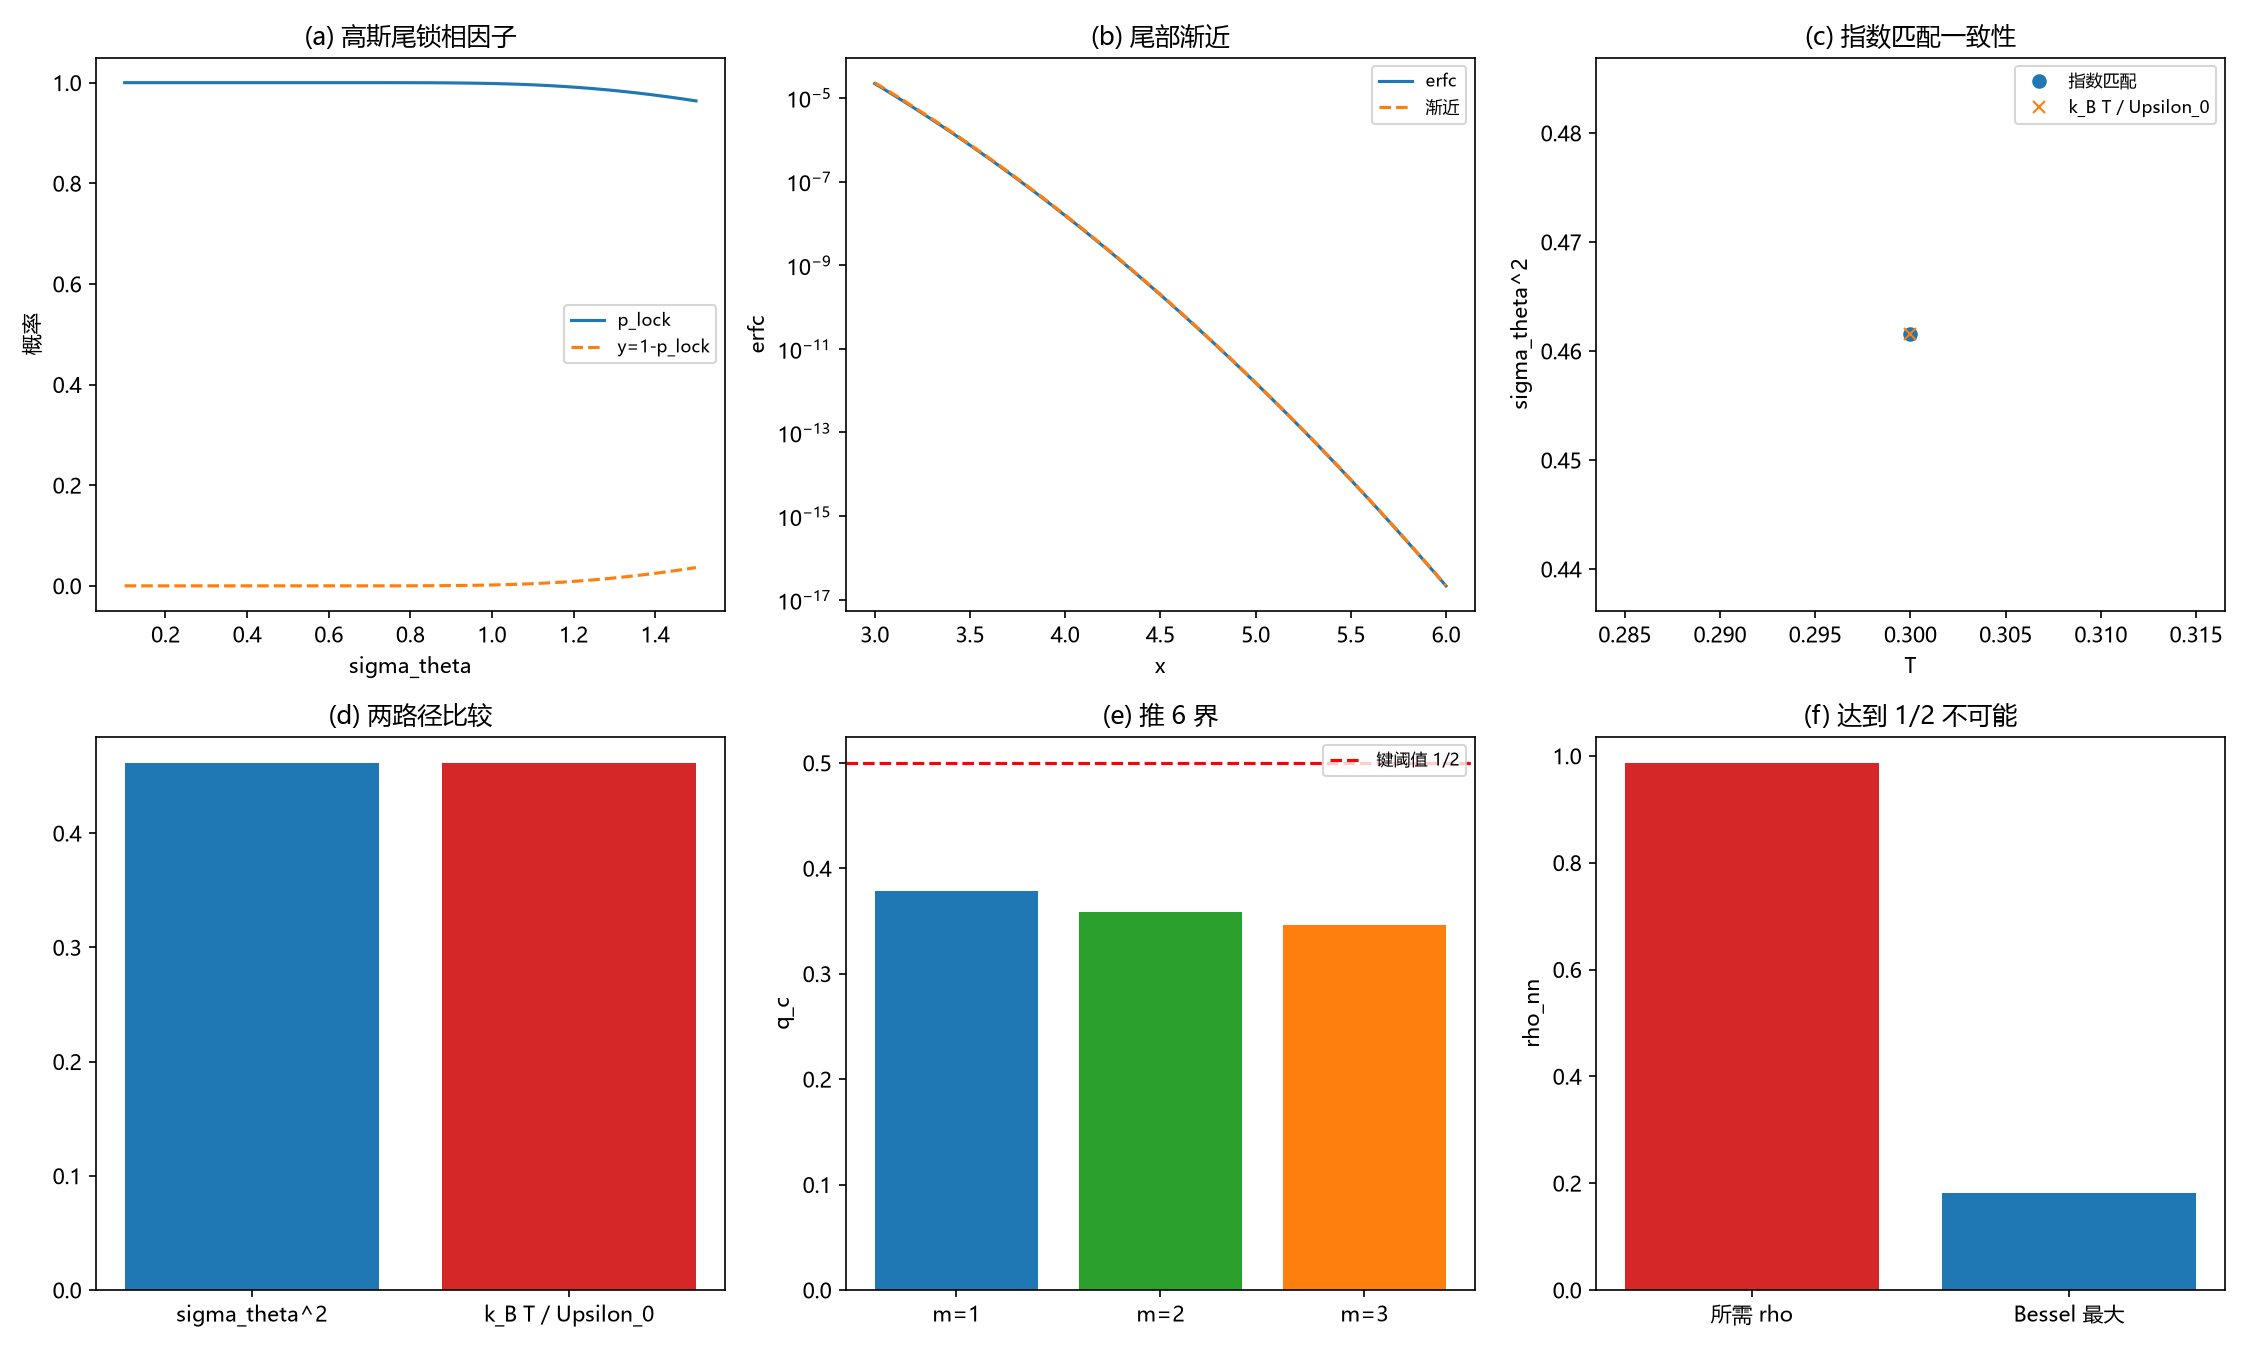 (a) 高斯尾锁相因子
概率
1.0
0.8
0.6
0.4
0.2
0.0
p_lock
y=1-p_lock
0.2 0.4 0.6 0.8 1.0 1.2 1.4
sigma_theta
(b) 尾部渐近
erfc
10⁻⁵
10⁻⁷
10⁻⁹
10⁻¹¹
10⁻¹³
10⁻¹⁵
10⁻¹⁷
erfc
渐近
3.0 3.5 4.0 4.5 5.0 5.5 6.0
x
(c) 指数匹配一致性
sigma_theta^2
0.48
0.47
0.46
0.45
0.44
指数匹配
k_B T / Upsilon_0
0.285 0.290 0.295 0.300 0.305 0.310 0.315
T
(d) 两路径比较
0.4
0.3
0.2
0.1
0.0
sigma_theta^2 k_B T / Upsilon_0
(e) 推 6 界
q_c
0.5
0.4
0.3
0.2
0.1
0.0
键阈值 1/2
m=1 m=2 m=3
(f) 达到 1/2 不可能
rho_nn
1.0
0.8
0.6
0.4
0.2
0.0
所需 rho Bessel 最大